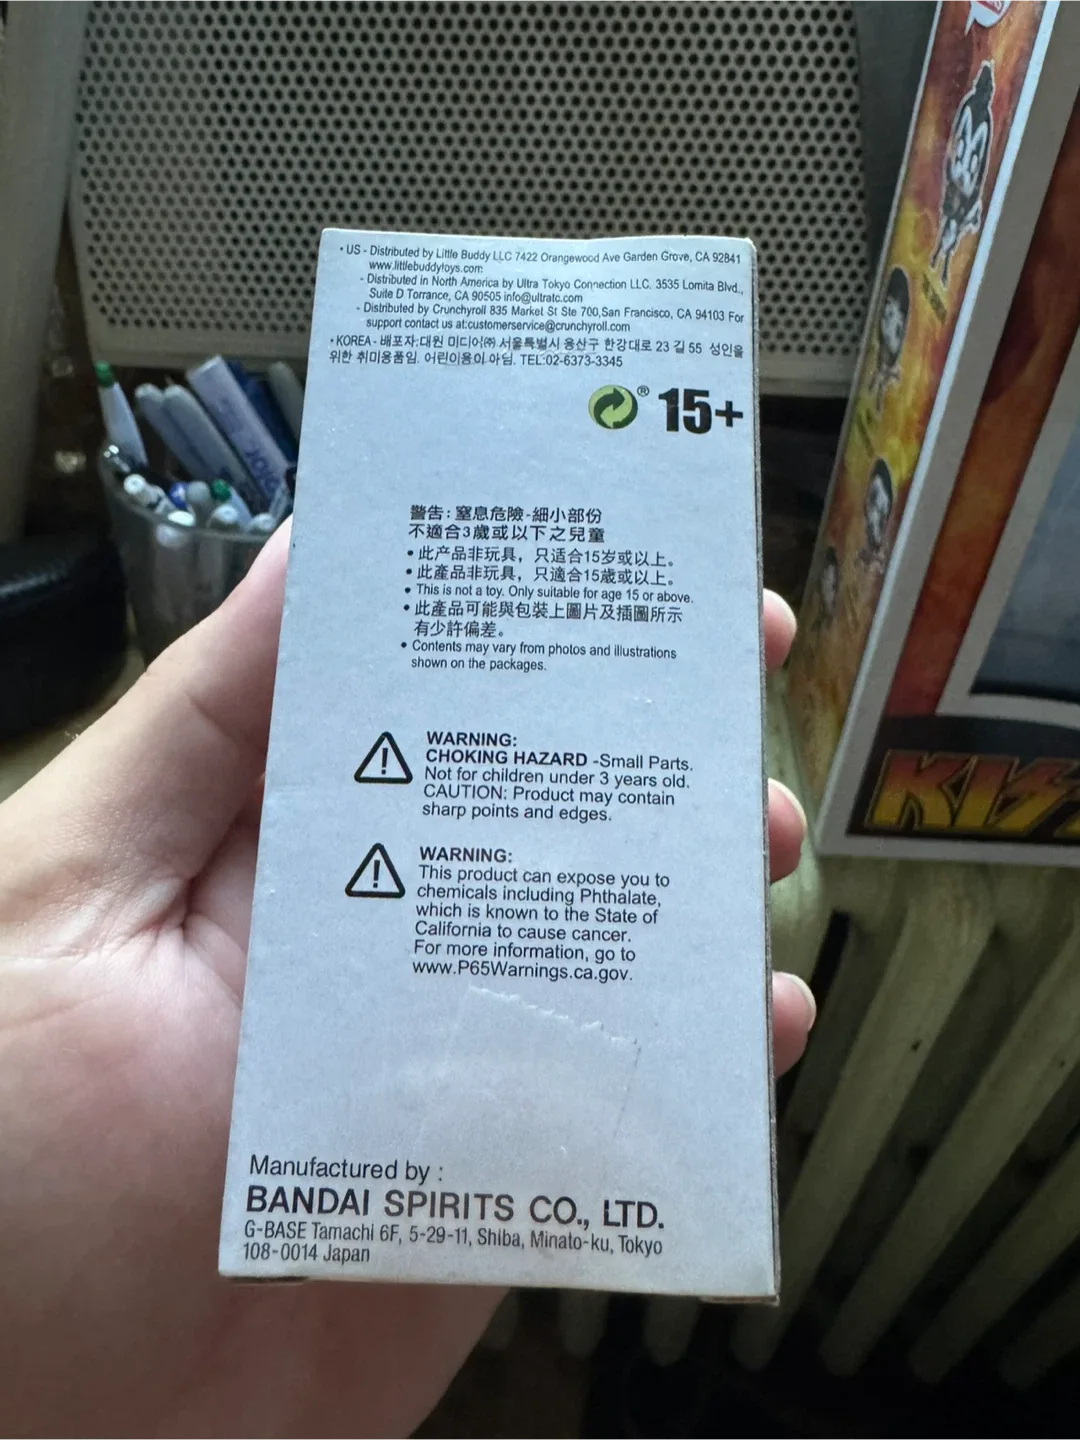 • US - Distributed by Little Buddy LLC 7422 Orangewood Ave Garden Grove, CA 92841
www.littlebuddytoys.com
- Distributed in North America by Ultra Tokyo Connection LLC. 3535 Lomita Blvd.,
Suite D Torrance, CA 90505 info@ultratc.com
- Distributed by Crunchyroll 835 Market St Ste 700,San Francisco, CA 94103 For
support contact us at:customerservice@crunchyroll.com
• KOREA - 배포자:대원 미디어㈜ 서울특별시 용산구 한강대로 23 길 55 성인을
위한 취미용품임. 어린이용이 아님. TEL:02-6373-3345
® 15+
警告: 窒息危險-細小部份
不適合3歲或以下之兒童
• 此产品非玩具，只适合15岁或以上。
• 此產品非玩具，只適合15歲或以上。
• This is not a toy. Only suitable for age 15 or above.
• 此產品可能與包裝上圖片及插圖所示
有少許偏差。
• Contents may vary from photos and illustrations
shown on the packages.
WARNING:
CHOKING HAZARD -Small Parts.
Not for children under 3 years old.
CAUTION: Product may contain
sharp points and edges.
WARNING:
This product can expose you to
chemicals including Phthalate,
which is known to the State of
California to cause cancer.
For more information, go to
www.P65Warnings.ca.gov.
Manufactured by :
BANDAI SPIRITS CO., LTD.
G-BASE Tamachi 6F, 5-29-11, Shiba, Minato-ku, Tokyo
108-0014 Japan